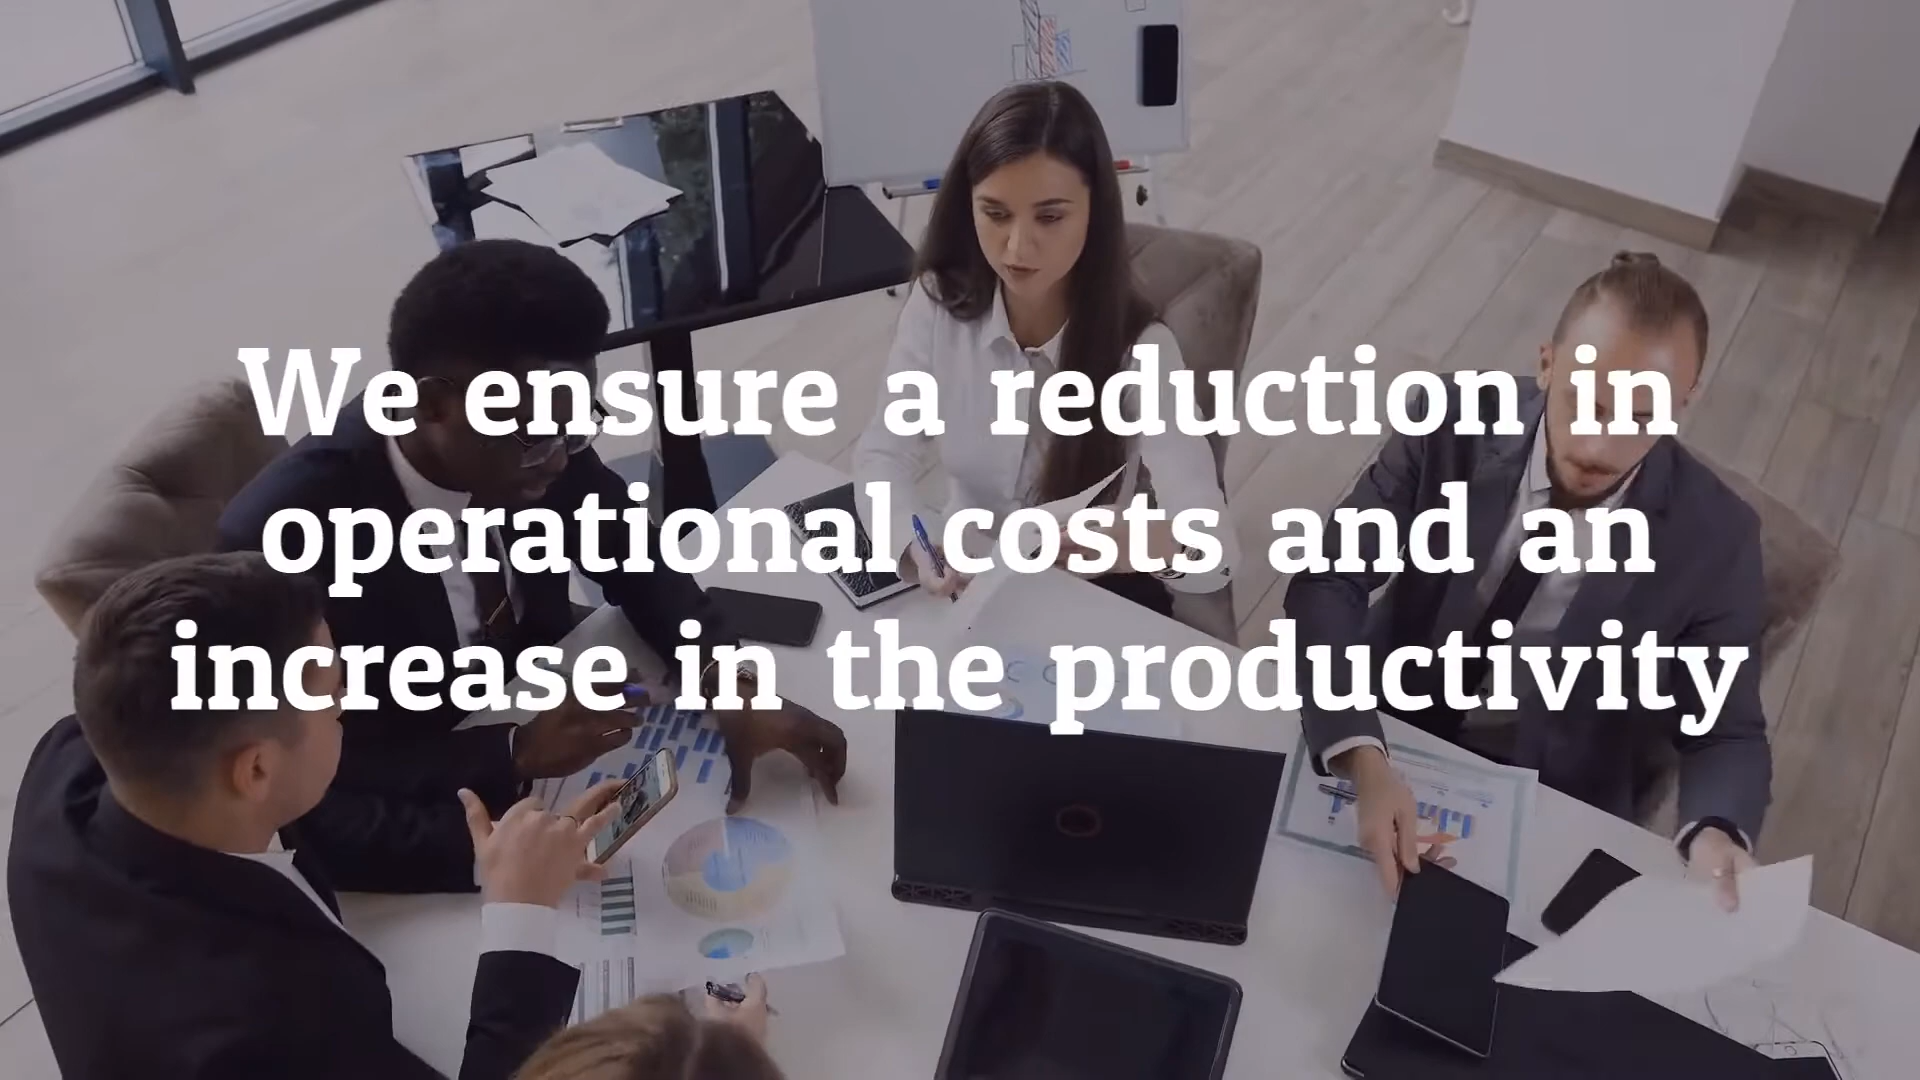 We ensure a reduction in
operational costs and an
increase in the productivity